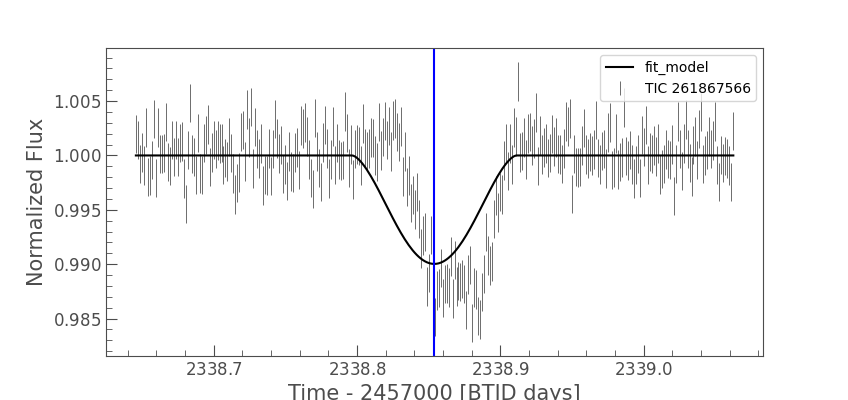 fit_model
TIC 261867566
1.005
1.000
0.995
0.990
0.985
Normalized Flux
2338.7
2338.8
2338.9
2339.0
Time - 2457000 [BTJD days]